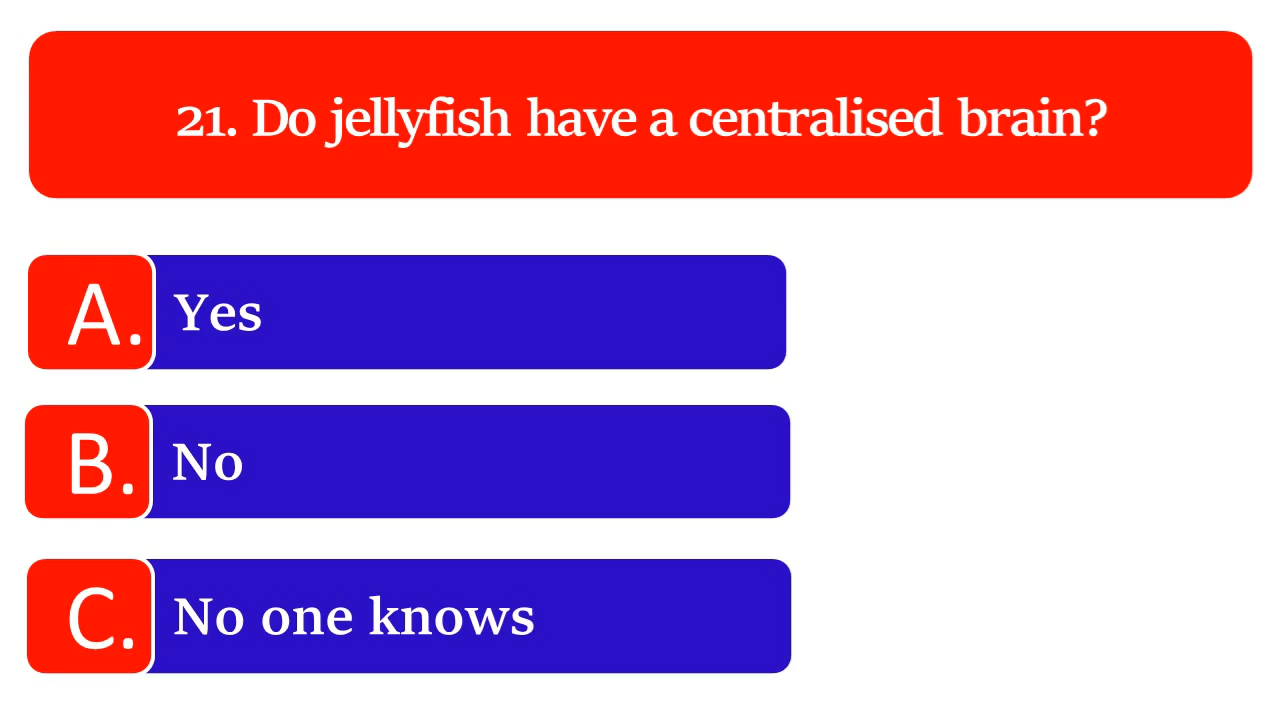 21. Do jellyfish have a centralised brain?
A. Yes
B. No
C. No one knows